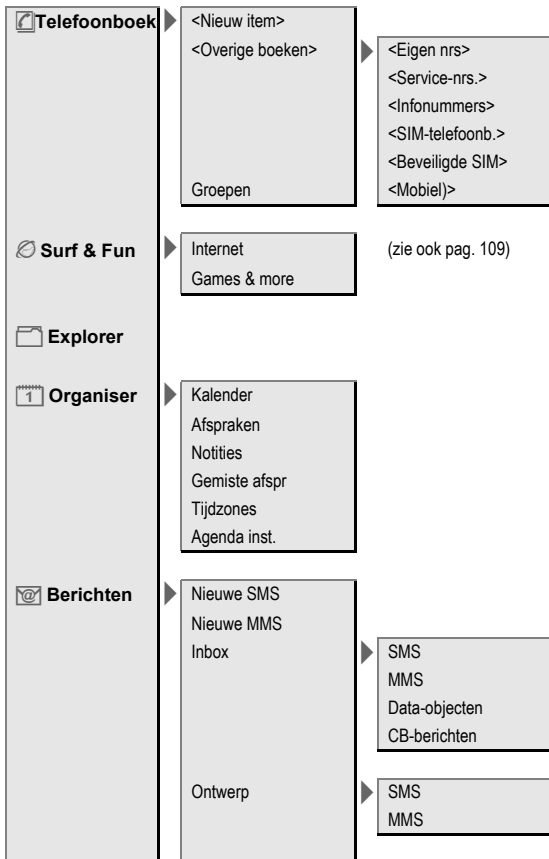 Telefoonboek
<Nieuw item>
<Overige boeken>
<Eigen nrs>
<Service-nrs.>
<Infonummers>
<SIM-telefoonb.>
<Beveiligde SIM>
Groepen
<Mobiel)>
Surf & Fun
Internet
(zie ook pag. 109)
Games & more
Explorer
1 Organiser
Kalender
Afspraken
Notities
Gemiste afspr
Tijdzones
Agenda inst.
@ Berichten
Nieuwe SMS
Nieuwe MMS
Inbox
SMS
MMS
Data-objecten
CB-berichten
Ontwerp
SMS
MMS